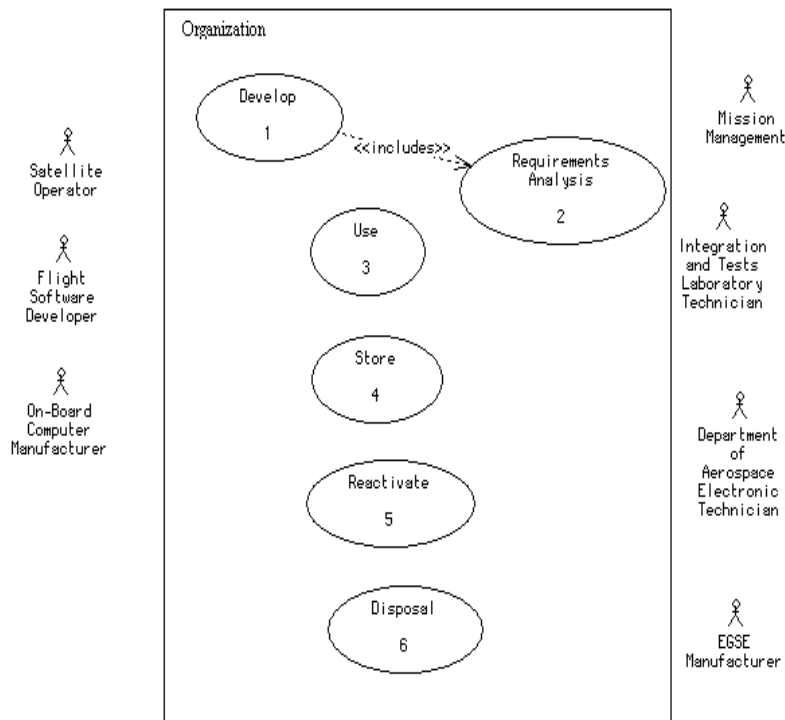 Organization
Develop
1
<<includes>>
Requirements
Analysis
2
Use
3
Store
4
Reactivate
5
Disposal
6
Satellite
Operator
Flight
Software
Developer
On-Board
Computer
Manufacturer
Mission
Management
Integration
and Tests
Laboratory
Technician
Department
of
Aerospace
Electronic
Technician
EGSE
Manufacturer